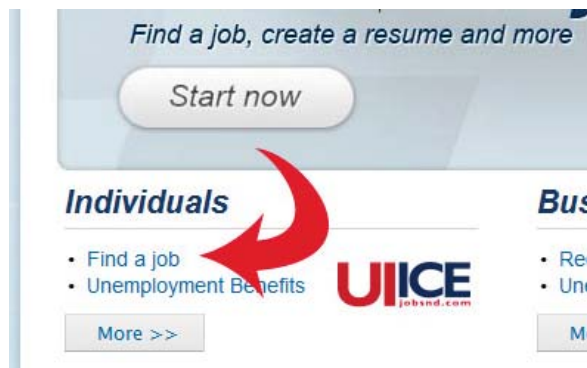 Find a job, create a resume and more
Start now
Individuals
Find a job
Unemployment Benefits
UIICE
jobsnd.com
More >>